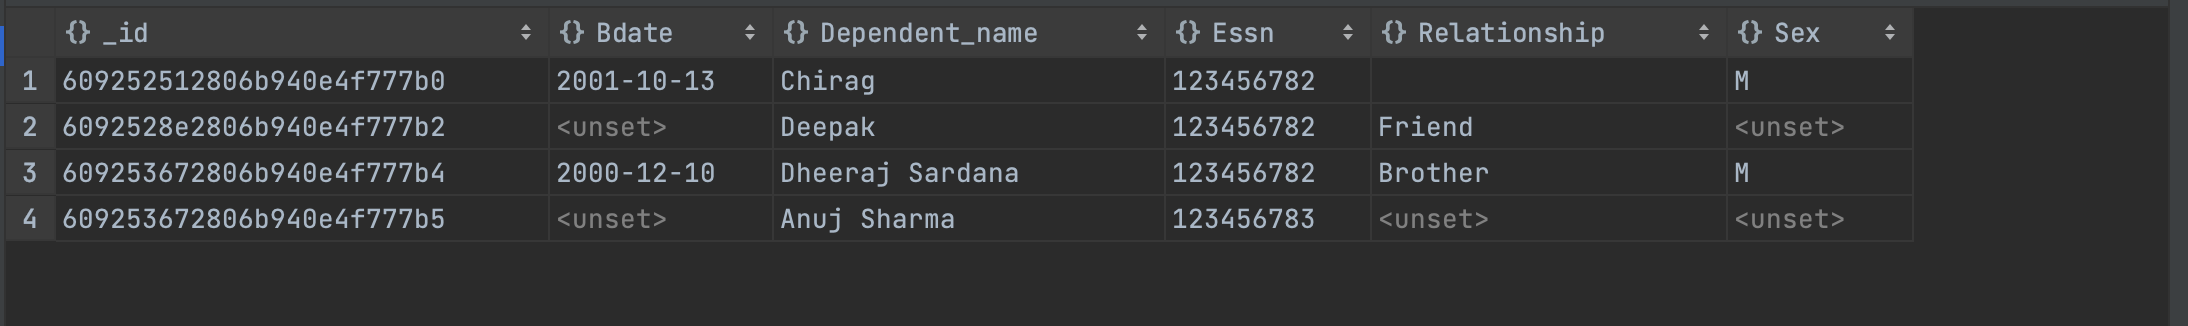 {} _id {} Bdate {} Dependent_name {} Essn {} Relationship {} Sex
1 609252512806b940e4f777b0 2001-10-13 Chirag 123456782 M
2 6092528e2806b940e4f777b2 <unset> Deepak 123456782 Friend <unset>
3 609253672806b940e4f777b4 2000-12-10 Dheeraj Sardana 123456782 Brother M
4 609253672806b940e4f777b5 <unset> Anuj Sharma 123456783 <unset> <unset>